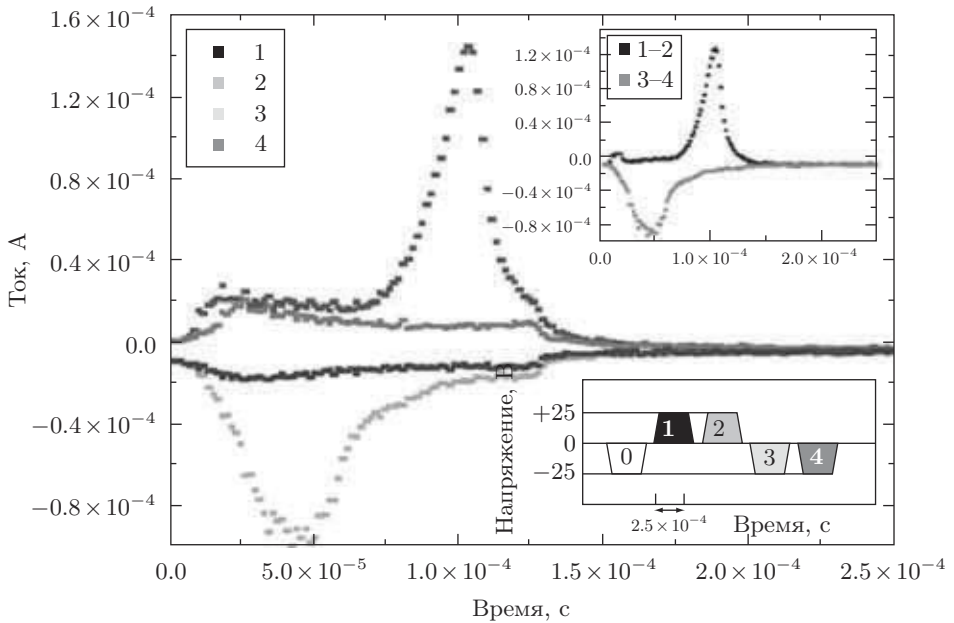 Ток, А
1.6 × 10⁻⁴
1.2 × 10⁻⁴
0.8 × 10⁻⁴
0.4 × 10⁻⁴
0.0
−0.4 × 10⁻⁴
−0.8 × 10⁻⁴
0.0
5.0 × 10⁻⁵
1.0 × 10⁻⁴
1.5 × 10⁻⁴
2.0 × 10⁻⁴
2.5 × 10⁻⁴
Время, с
1
2
3
4
1–2
3–4
1.2 × 10⁻⁴
0.8 × 10⁻⁴
0.4 × 10⁻⁴
0.0
−0.4 × 10⁻⁴
−0.8 × 10⁻⁴
0.0
1.0 × 10⁻⁴
2.0 × 10⁻⁴
Напряжение, В
+25
0
−25
0
1
2
3
4
2.5 × 10⁻⁴
Время, с